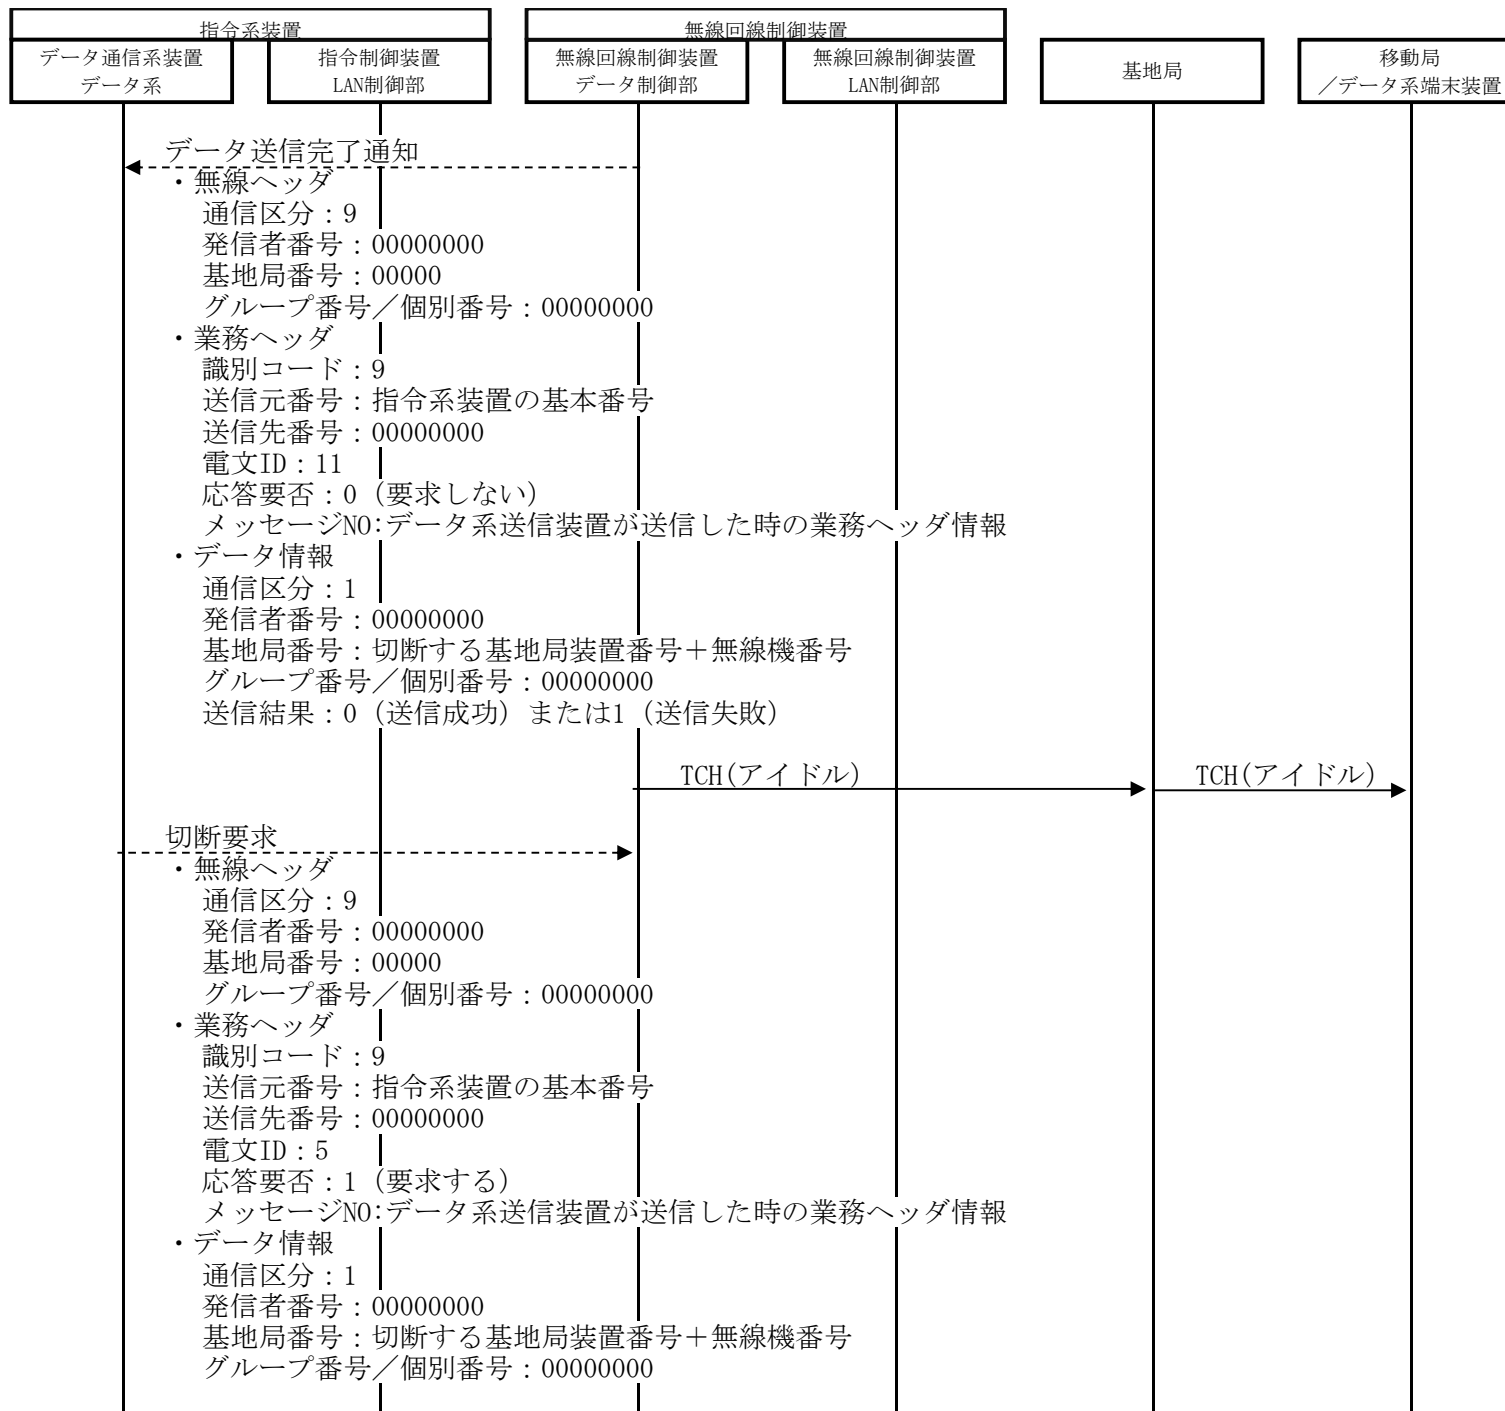 指令系装置
無線回線制御装置
データ通信系装置
データ系
指令制御装置
LAN制御部
無線回線制御装置
データ制御部
無線回線制御装置
LAN制御部
基地局
移動局
／データ系端末装置
データ送信完了通知
・無線ヘッダ
通信区分：9
発信者番号：00000000
基地局番号：00000
グループ番号／個別番号：00000000
・業務ヘッダ
識別コード：9
送信元番号：指令系装置の基本番号
送信先番号：00000000
電文ID：11
応答要否：0（要求しない）
メッセージNO:データ系送信装置が送信した時の業務ヘッダ情報
・データ情報
通信区分：1
発信者番号：00000000
基地局番号：切断する基地局装置番号＋無線機番号
グループ番号／個別番号：00000000
送信結果：0（送信成功）または1（送信失敗）
TCH(アイドル)
TCH(アイドル)
切断要求
・無線ヘッダ
通信区分：9
発信者番号：00000000
基地局番号：00000
グループ番号／個別番号：00000000
・業務ヘッダ
識別コード：9
送信元番号：指令系装置の基本番号
送信先番号：00000000
電文ID：5
応答要否：1（要求する）
メッセージNO:データ系送信装置が送信した時の業務ヘッダ情報
・データ情報
通信区分：1
発信者番号：00000000
基地局番号：切断する基地局装置番号＋無線機番号
グループ番号／個別番号：00000000